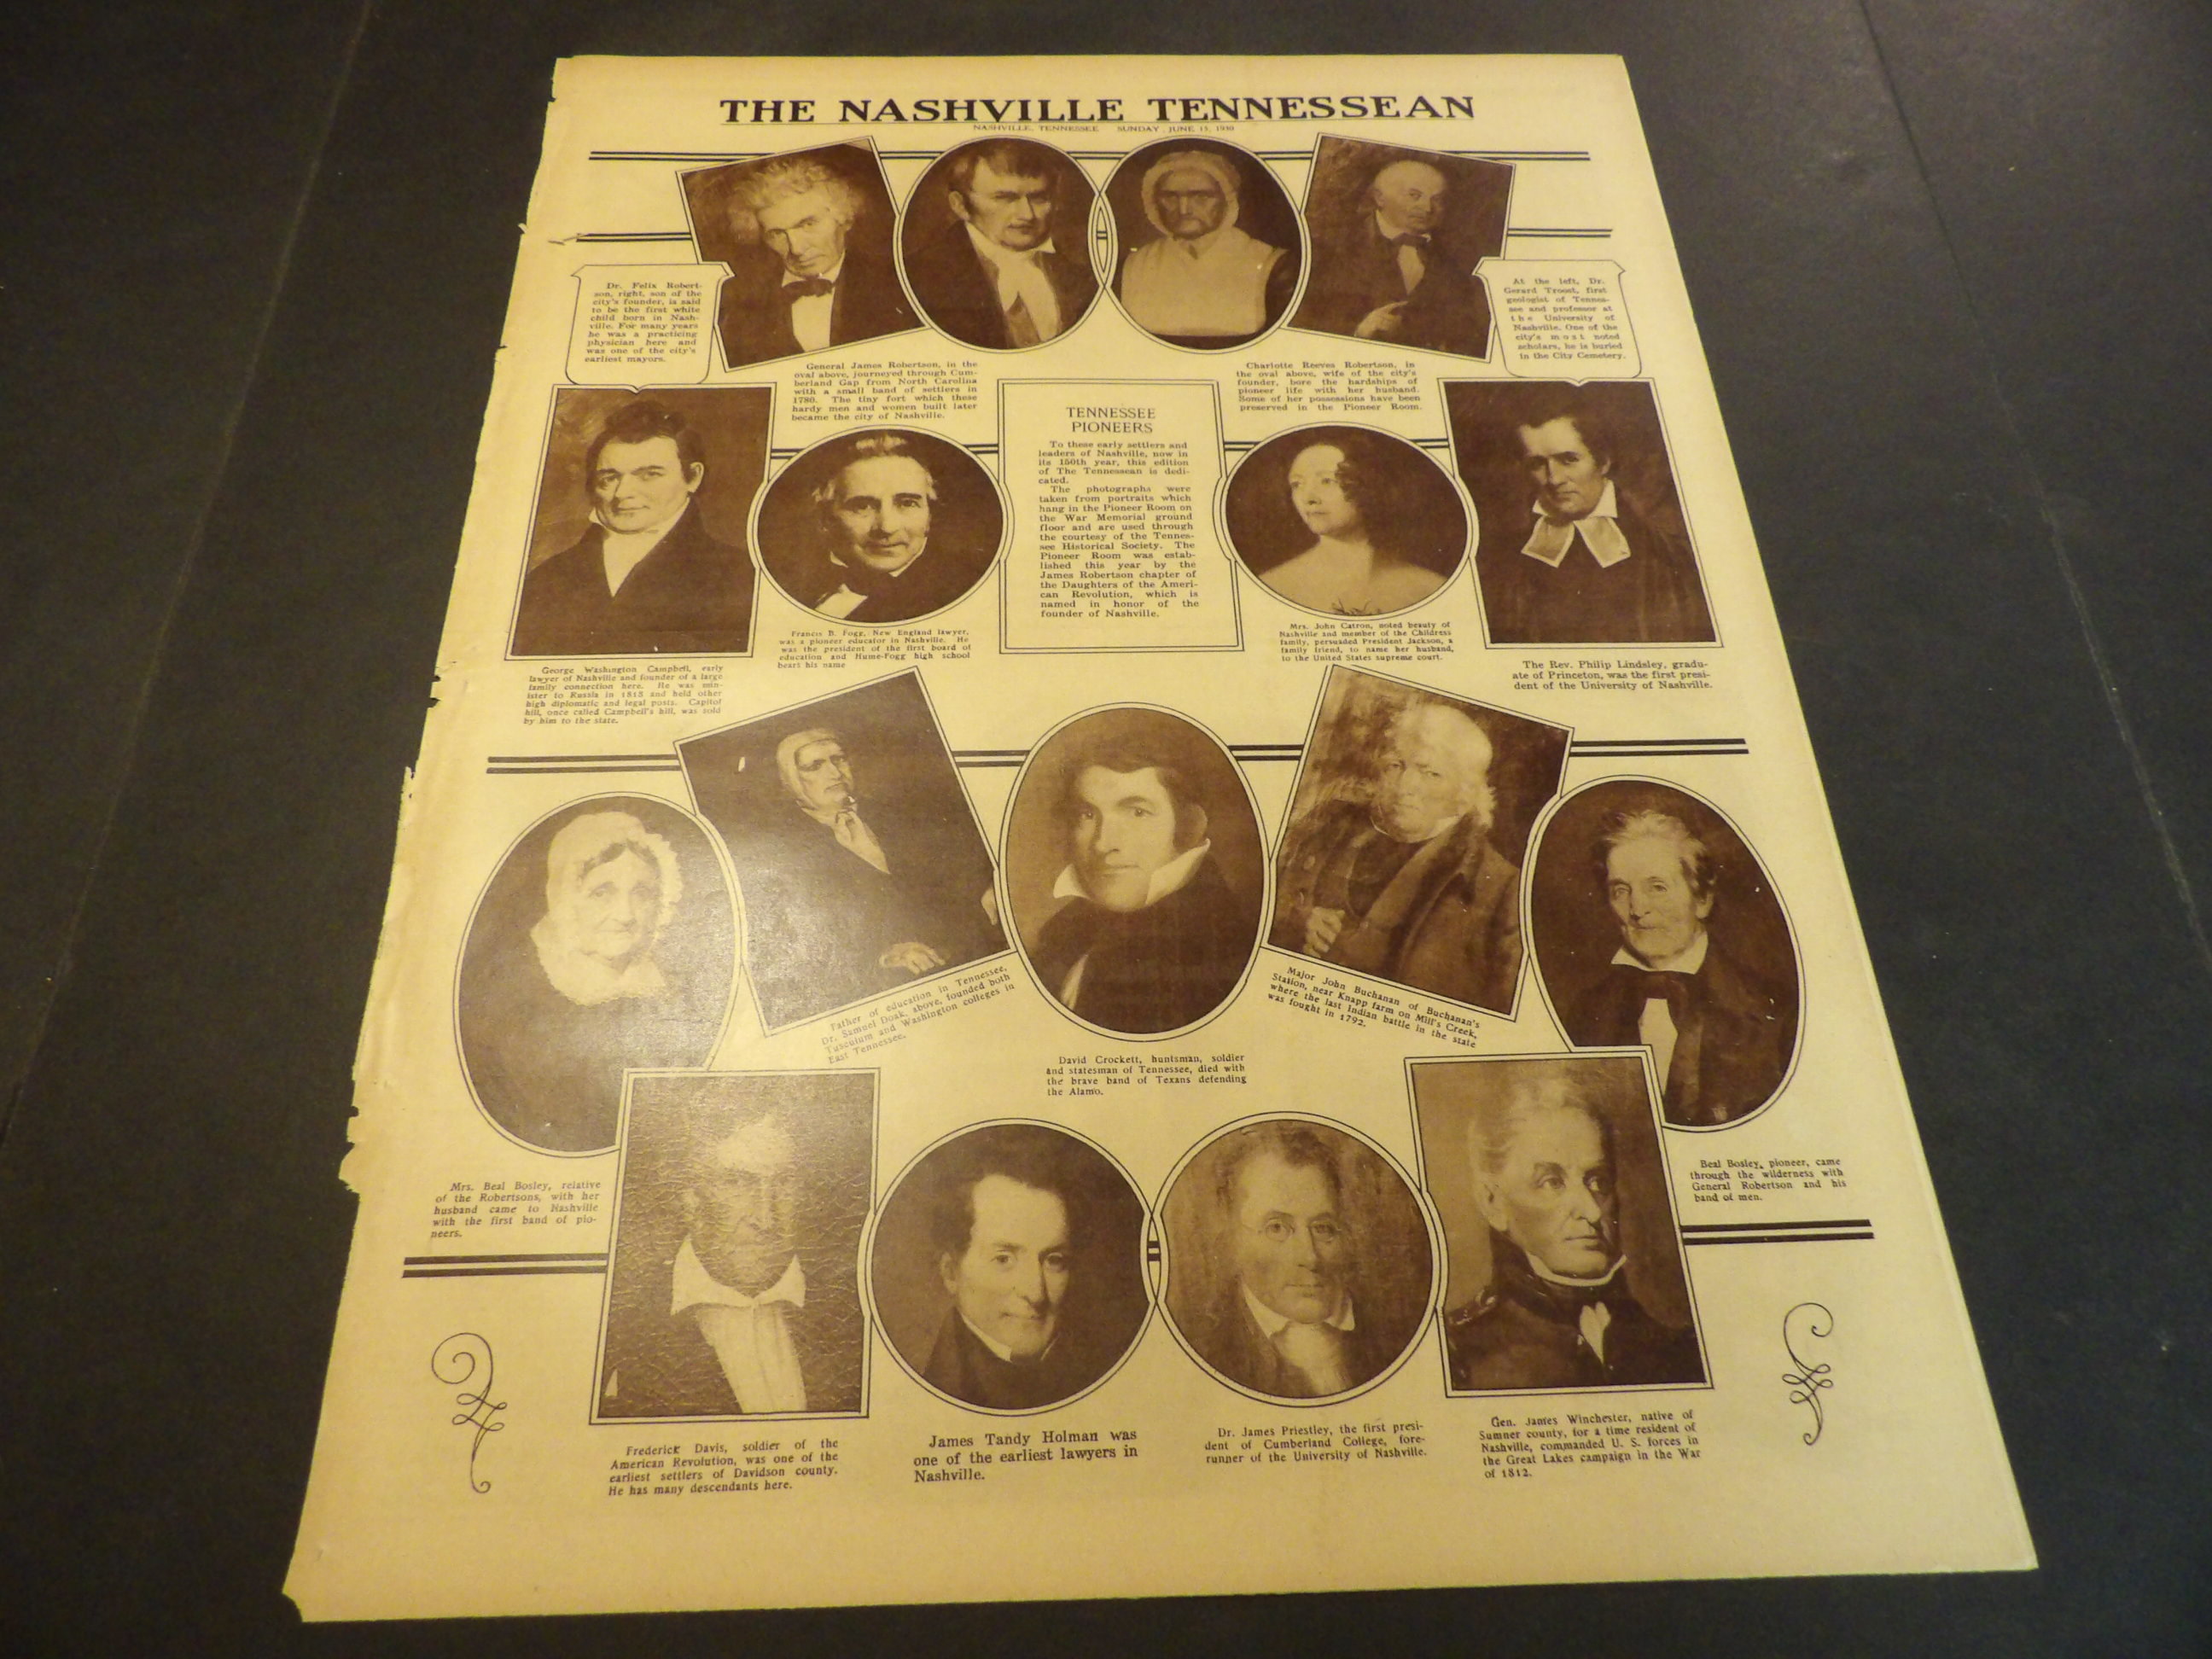 THE NASHVILLE TENNESSEAN
NASHVILLE, TENNESSEE SUNDAY, JUNE 15, 1930
Dr. Felix Robert-
son, right, son of the
city's founder, is said
to be the first white
child born in Nash-
ville. For many years
he was a practicing
physician here and
was one of the city's
earliest mayors.
General James Robertson, in the
oval above, journeyed through Cum-
berland Gap from North Carolina
with a small band of settlers in
1780. The tiny fort which these
hardy men and women built later
became the city of Nashville.
Charlotte Reeves Robertson, in
the oval above, wife of the city's
founder, bore the hardships of
pioneer life with her husband.
Some of her possessions have been
preserved in the Pioneer Room.
At the left, Dr.
Gerard Troost, first
geologist of Tennes-
see and professor at
the University of
Nashville. One of the
city's most noted
scholars, he is buried
in the City Cemetery.
TENNESSEE
PIONEERS
To these early settlers and
leaders of Nashville, now in
its 150th year, this edition
of The Tennessean is dedi-
cated.
The photographs were
taken from portraits which
hang in the Pioneer Room on
the War Memorial ground
floor and are used through
the courtesy of the Tennes-
see Historical Society. The
Pioneer Room was estab-
lished this year by the
James Robertson chapter of
the Daughters of the Ameri-
can Revolution, which is
named in honor of the
founder of Nashville.
George Washington Campbell, early
lawyer of Nashville and founder of a large
family connection here. He was min-
ister to Russia in 1818 and held other
high diplomatic and legal posts. Capitol
hill, once called Campbell's hill, was sold
by him to the state.
Francis B. Fogg, New England lawyer,
was a pioneer educator in Nashville. He
was the president of the first board of
education and Hume-Fogg high school
bears his name
Mrs. John Catron, noted beauty of
Nashville and member of the Childress
family, persuaded President Jackson, a
family friend, to name her husband,
to the United States supreme court.
The Rev. Philip Lindsley, gradu-
ate of Princeton, was the first presi-
dent of the University of Nashville.
Father of education in Tennessee,
Dr. Samuel Doak, above, founded both
Tusculum and Washington colleges in
East Tennessee.
David Crockett, huntsman, soldier
and statesman of Tennessee, died with
the brave band of Texans defending
the Alamo.
Major John Buchanan of Buchanan's
Station, near Knapp farm on Mill's Creek,
where the last Indian battle in the state
was fought in 1792.
Mrs. Beal Bosley, relative
of the Robertsons, with her
husband came to Nashville
with the first band of pio-
neers.
Beal Bosley, pioneer, came
through the wilderness with
General Robertson and his
band of men.
Frederick Davis, soldier of the
American Revolution, was one of the
earliest settlers of Davidson county.
He has many descendants here.
James Tandy Holman was
one of the earliest lawyers in
Nashville.
Dr. James Priestley, the first presi-
dent of Cumberland College, fore-
runner of the University of Nashville.
Gen. James Winchester, native of
Sumner county, for a time resident of
Nashville, commanded U. S. forces in
the Great Lakes campaign in the War
of 1812.